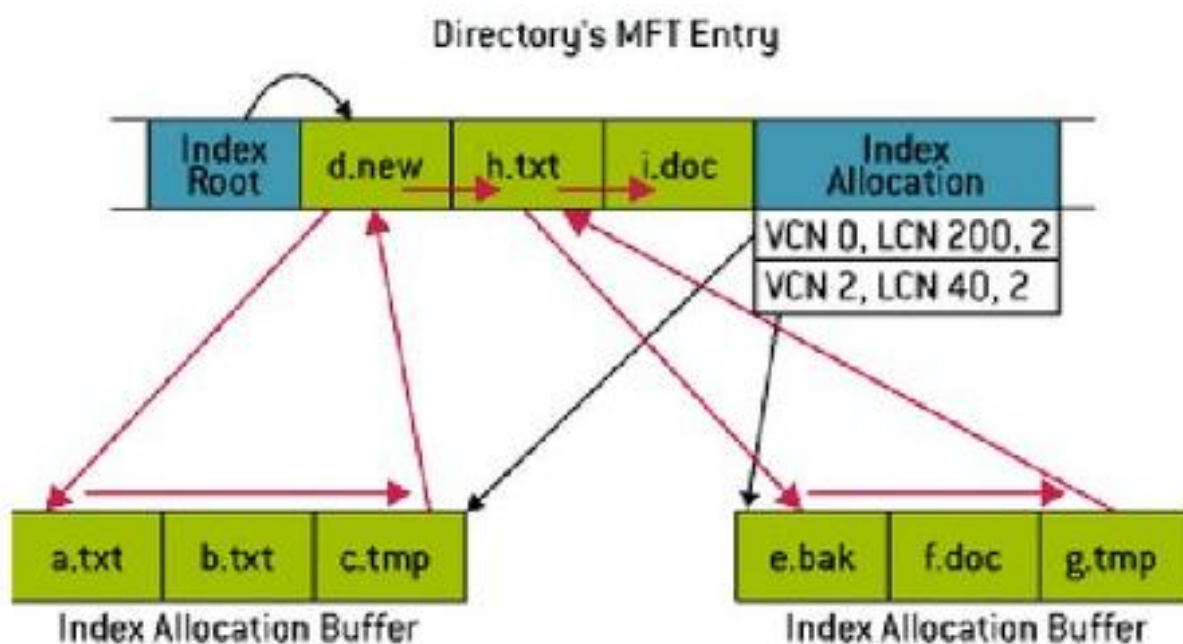 Directory's MFT Entry
Index
Root
d.new
h.txt
i.doc
Index
Allocation
VCN 0, LCN 200, 2
VCN 2, LCN 40, 2
a.txt
b.txt
c.tmp
e.bak
f.doc
g.tmp
Index Allocation Buffer
Index Allocation Buffer